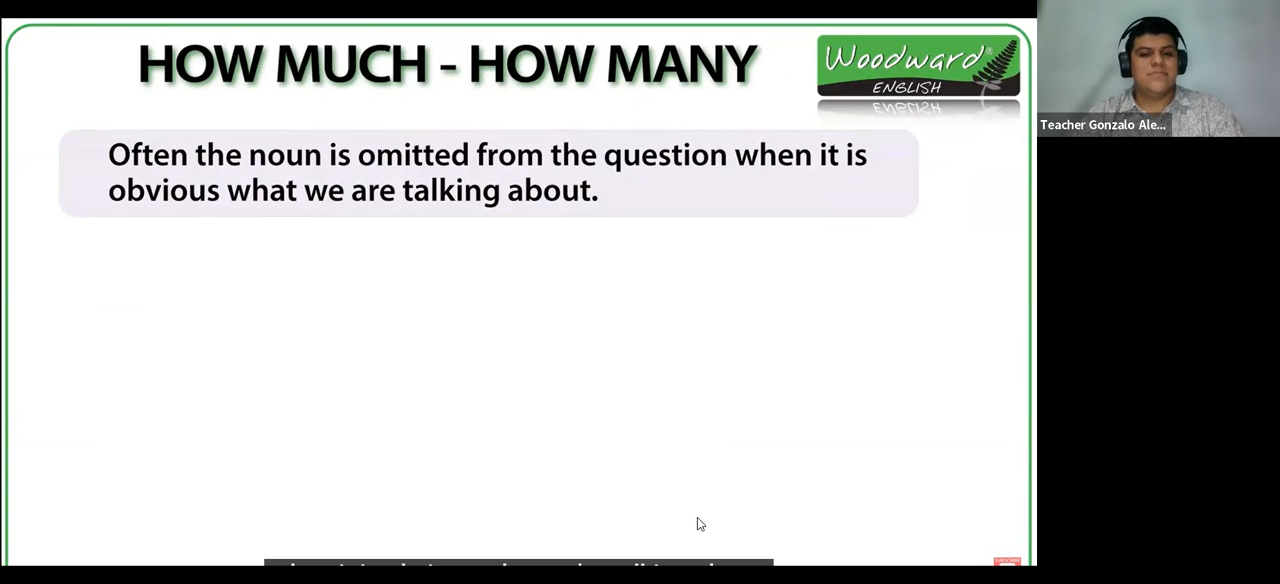 HOW MUCH - HOW MANY
Woodward®
ENGLISH
Often the noun is omitted from the question when it is
obvious what we are talking about.
Teacher Gonzalo Ale...